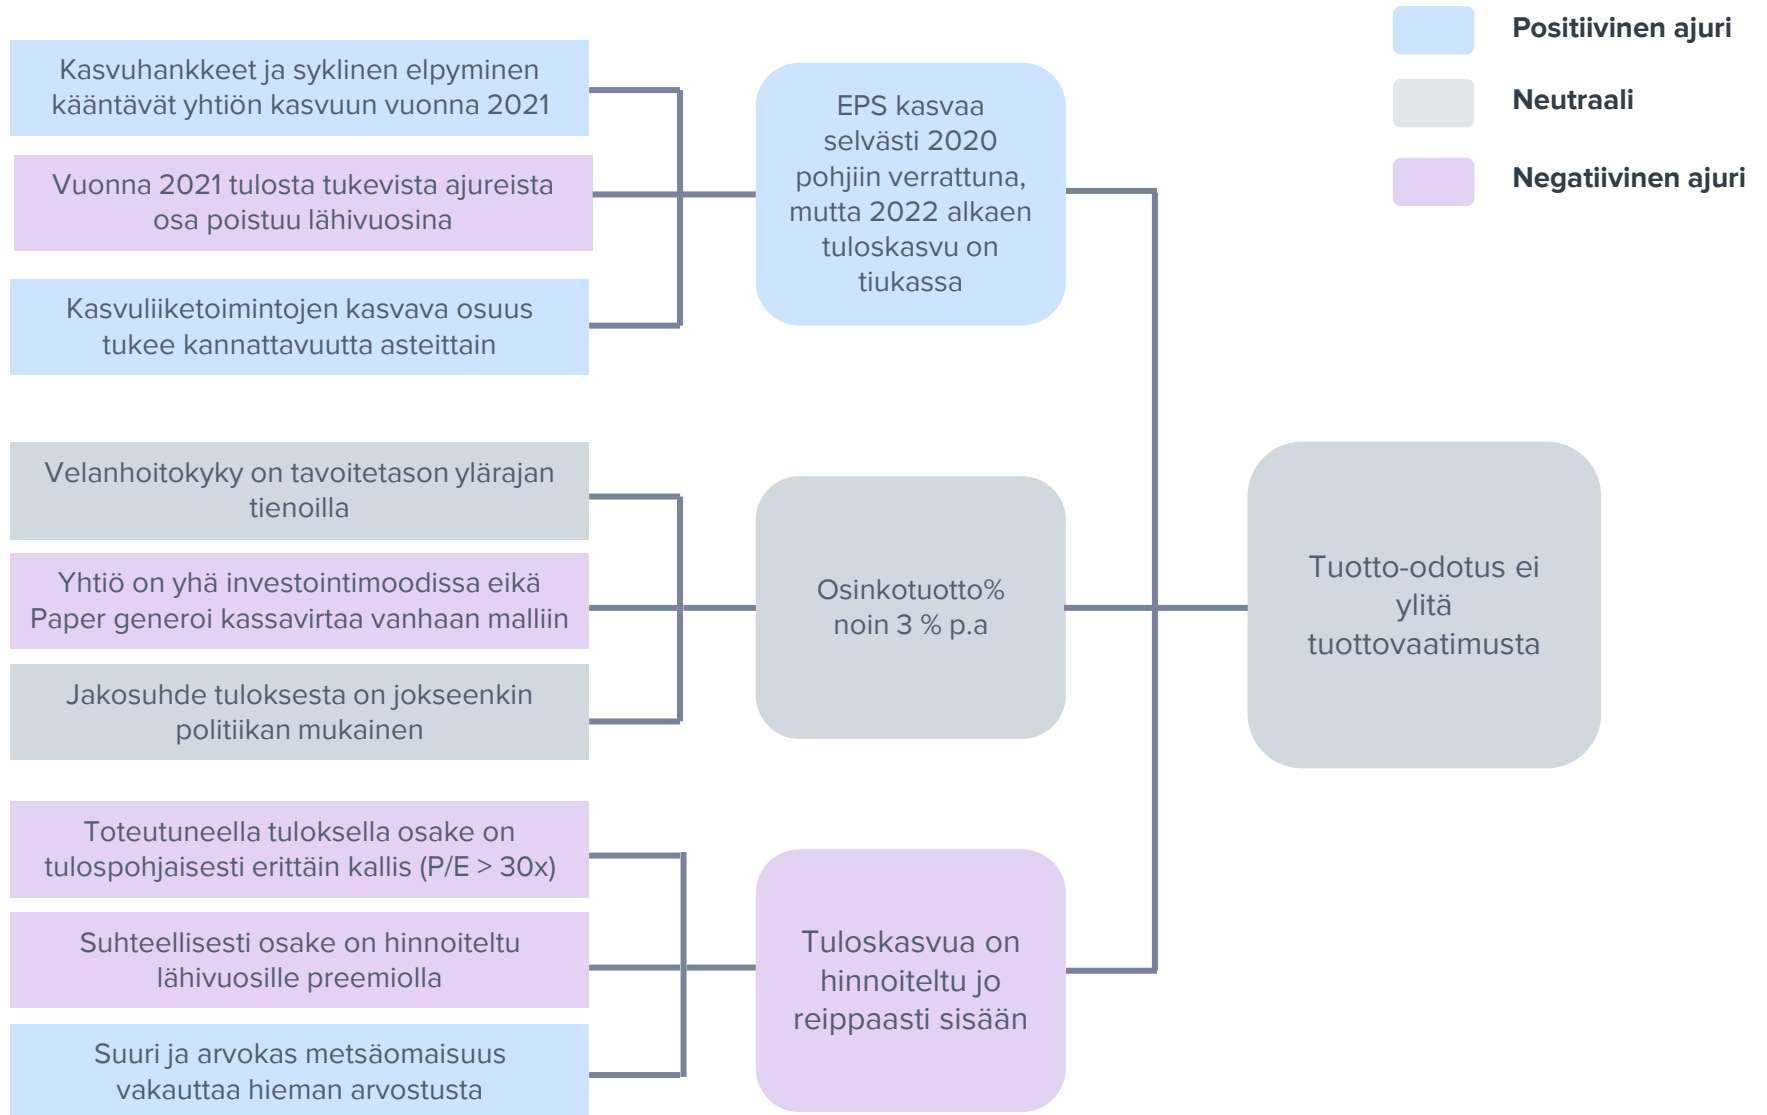 Positiivinen ajuri
Neutraali
Negatiivinen ajuri
Kasvuhankkeet ja syklinen elpyminen
kääntävät yhtiön kasvuun vuonna 2021
Vuonna 2021 tulosta tukevista ajureista
osa poistuu lähivuosina
Kasvuliiketoimintojen kasvava osuus
tukee kannattavuutta asteittain
EPS kasvaa
selvästi 2020
pohjiin verrattuna,
mutta 2022 alkaen
tuloskasvu on
tiukassa
Velanhoitokyky on tavoitetason ylärajan
tienoilla
Yhtiö on yhä investointimoodissa eikä
Paper generoi kassavirtaa vanhaan malliin
Jakosuhde tuloksesta on jokseenkin
politiikan mukainen
Osinkotuotto%
noin 3 % p.a
Toteutuneella tuloksella osake on
tulospohjaisesti erittäin kallis (P/E > 30x)
Suhteellisesti osake on hinnoiteltu
lähivuosille preemiolla
Suuri ja arvokas metsäomaisuus
vakauttaa hieman arvostusta
Tuloskasvua on
hinnoiteltu jo
reippaasti sisään
Tuotto-odotus ei
ylitä
tuottovaatimusta